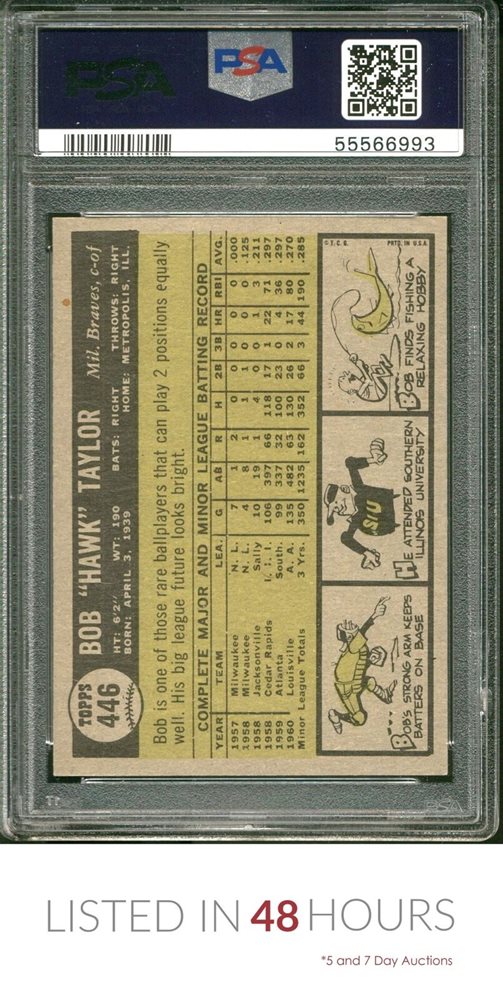 PSA
PSA
55566993
TOPPS
446
BOB "HAWK" TAYLOR Mil. Braves, c-of
HT: 6'2" WT: 190 BATS: RIGHT THROWS: RIGHT
BORN: APRIL 3, 1939 HOME: METROPOLIS, ILL.
Bob is one of those rare ballplayers that can play 2 positions equally
well. His big league future looks bright.
COMPLETE MAJOR AND MINOR LEAGUE BATTING RECORD
YEAR TEAM LEA. G AB R H 2B 3B HR RBI AVG.
1957 Milwaukee N. L. 7 1 2 0 0 0 0 0 .000
1958 Milwaukee N. L. 4 8 1 1 1 0 0 0 .125
1958 Jacksonville Sally 10 19 4 4 0 0 1 3 .211
1958 Cedar Rapids I. I. I. 106 397 66 118 17 1 22 71 .297
1959 Atlanta South. 99 337 32 100 23 0 4 36 .297
1960 Louisville A. A. 135 482 63 130 26 2 17 80 .270
Minor League Totals 3 Yrs. 350 1235 162 352 66 3 44 190 .285
BOB'S STRONG ARM KEEPS
BATTERS ON BASE
SIU
HE ATTENDED SOUTHERN
ILLINOIS UNIVERSITY
© T. C. G. PRTD. IN U.S.A.
BOB FINDS FISHING A
RELAXING HOBBY
PSA
LISTED IN 48 HOURS
*5 and 7 Day Auctions